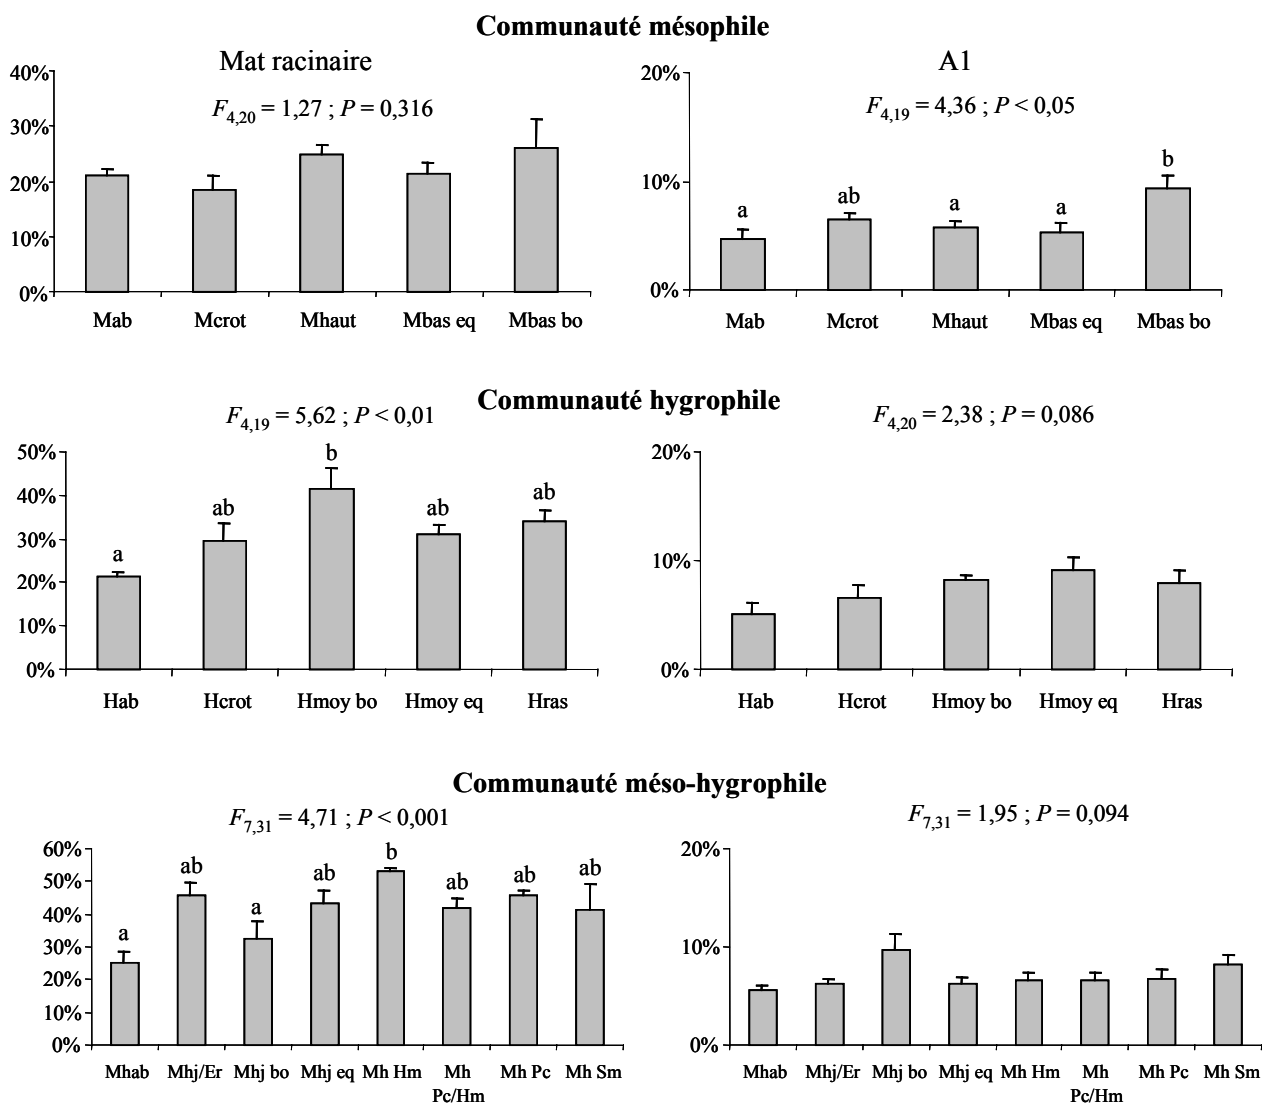 Communauté mésophile
Mat racinaire
A1
F4,20 = 1,27 ; P = 0,316
40%
30%
20%
10%
0%
Mab Mcrot Mhaut Mbas eq Mbas bo
F4,19 = 4,36 ; P < 0,05
20%
10%
0%
a ab a a b
Mab Mcrot Mhaut Mbas eq Mbas bo
Communauté hygrophile
F4,19 = 5,62 ; P < 0,01
50%
40%
30%
20%
10%
0%
a ab b ab ab
Hab Hcrot Hmoy bo Hmoy eq Hras
F4,20 = 2,38 ; P = 0,086
20%
10%
0%
Hab Hcrot Hmoy bo Hmoy eq Hras
Communauté méso-hygrophile
F7,31 = 4,71 ; P < 0,001
60%
50%
40%
30%
20%
10%
0%
a ab a ab b ab ab ab
Mhab Mhj/Er Mhj bo Mhj eq Mh Hm Mh Mh Pc Mh Sm
Pc/Hm
F7,31 = 1,95 ; P = 0,094
20%
10%
0%
Mhab Mhj/Er Mhj bo Mhj eq Mh Hm Mh Mh Pc Mh Sm
Pc/Hm